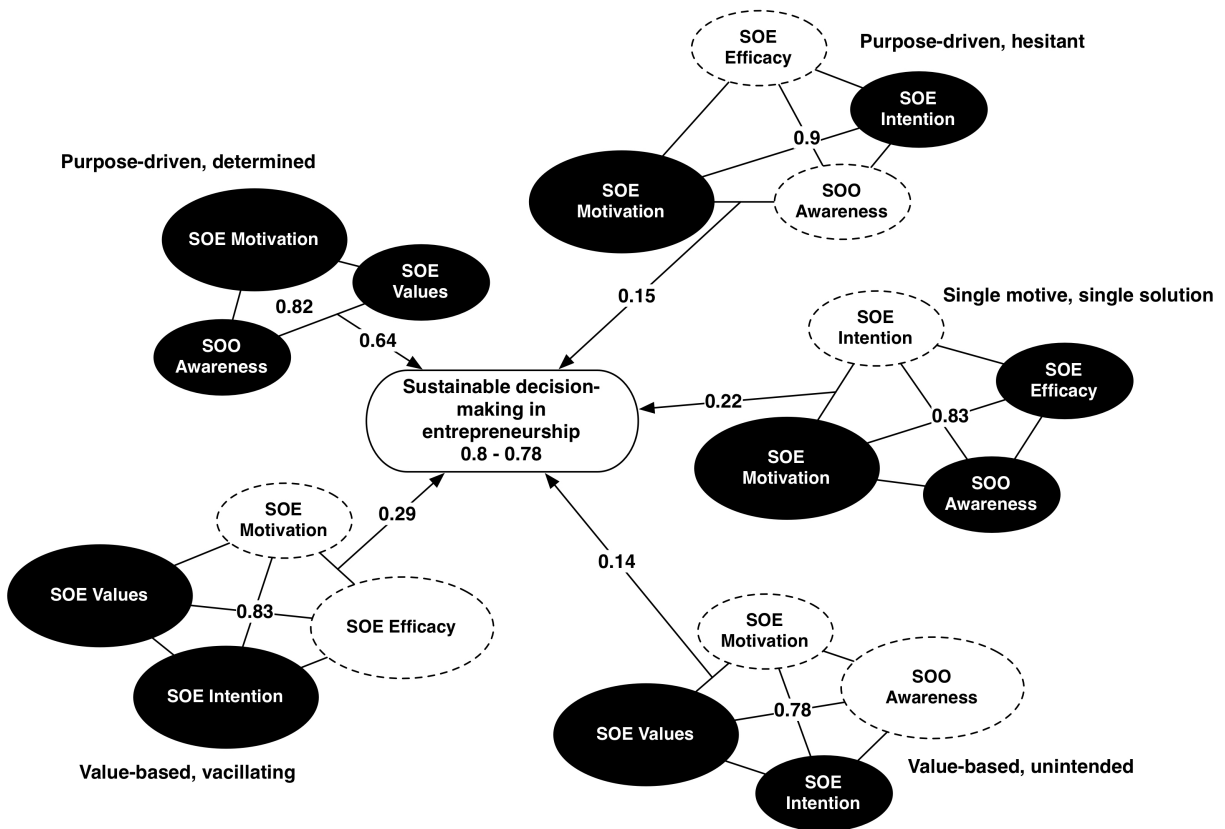 SOE
Efficacy
Purpose-driven, hesitant
SOE
Intention
0.9
SOE
Motivation
SOO
Awareness
0.15
Purpose-driven, determined
SOE Motivation
SOE
Values
0.82
SOO
Awareness
0.64
Single motive, single solution
SOE
Intention
SOE
Efficacy
0.83
SOE
Motivation
SOO
Awareness
0.22
Sustainable decision-
making in
entrepreneurship
0.8 - 0.78
SOE
Motivation
0.29
SOE Values
0.83
SOE Efficacy
SOE Intention
Value-based, vacillating
0.14
SOE
Motivation
SOO
Awareness
0.78
SOE Values
SOE
Intention
Value-based, unintended